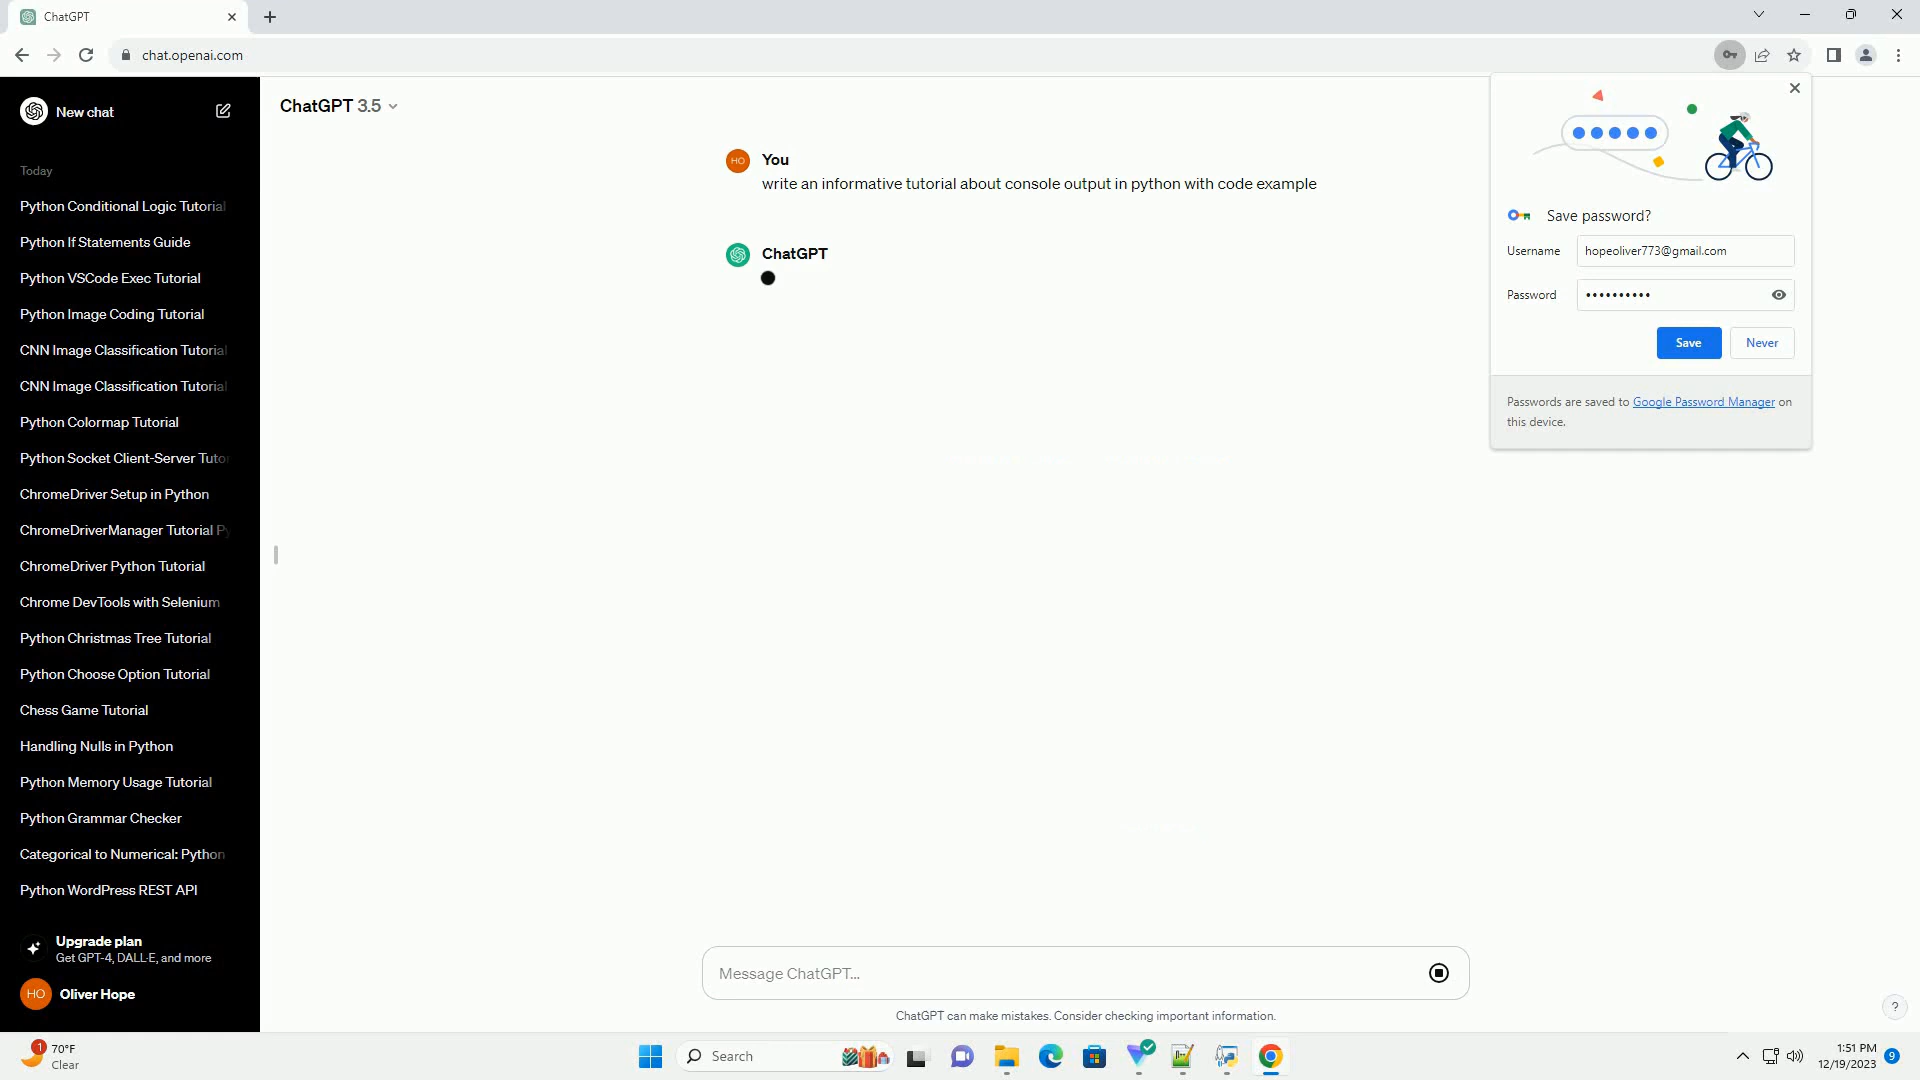 ChatGPT
chat.openai.com
New chat
Today
Python Conditional Logic Tutorial
Python If Statements Guide
Python VSCode Exec Tutorial
Python Image Coding Tutorial
CNN Image Classification Tutorial
CNN Image Classification Tutorial
Python Colormap Tutorial
Python Socket Client-Server Tutor
ChromeDriver Setup in Python
ChromeDriverManager Tutorial Py
ChromeDriver Python Tutorial
Chrome DevTools with Selenium
Python Christmas Tree Tutorial
Python Choose Option Tutorial
Chess Game Tutorial
Handling Nulls in Python
Python Memory Usage Tutorial
Python Grammar Checker
Categorical to Numerical: Python
Python WordPress REST API
Upgrade plan
Get GPT-4, DALL·E, and more
HO Oliver Hope
ChatGPT 3.5
HO You
write an informative tutorial about console output in python with code example
ChatGPT
Message ChatGPT...
ChatGPT can make mistakes. Consider checking important information.
?
Save password?
Username hopeoliver773@gmail.com
Password ••••••••••
Save Never
Passwords are saved to Google Password Manager on
this device.
1 70°F
Clear
Search
1:51 PM
12/19/2023 9